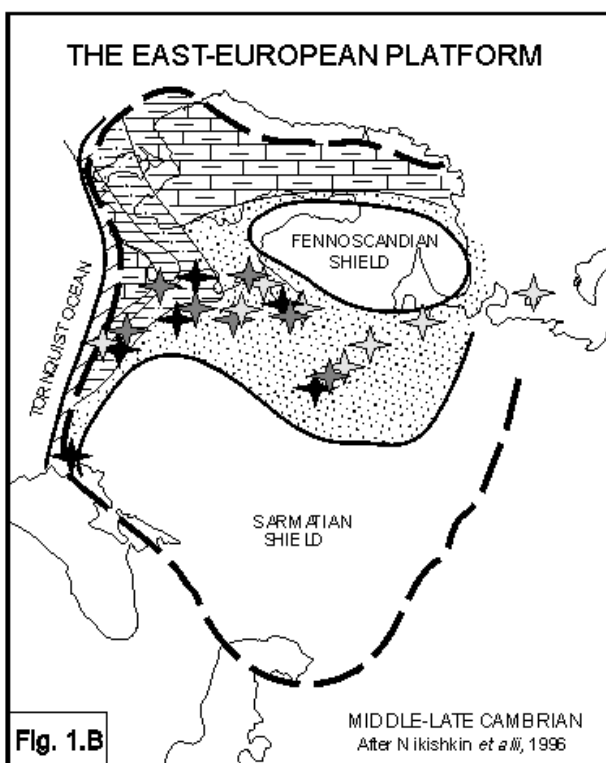 THE EAST-EUROPEAN PLATFORM
FENNOSCANDIAN
SHIELD
TORNQUIST OCEAN
SARMATIAN
SHIELD
MIDDLE-LATE CAMBRIAN
After Nikishkin et alii, 1996
Fig. 1.B